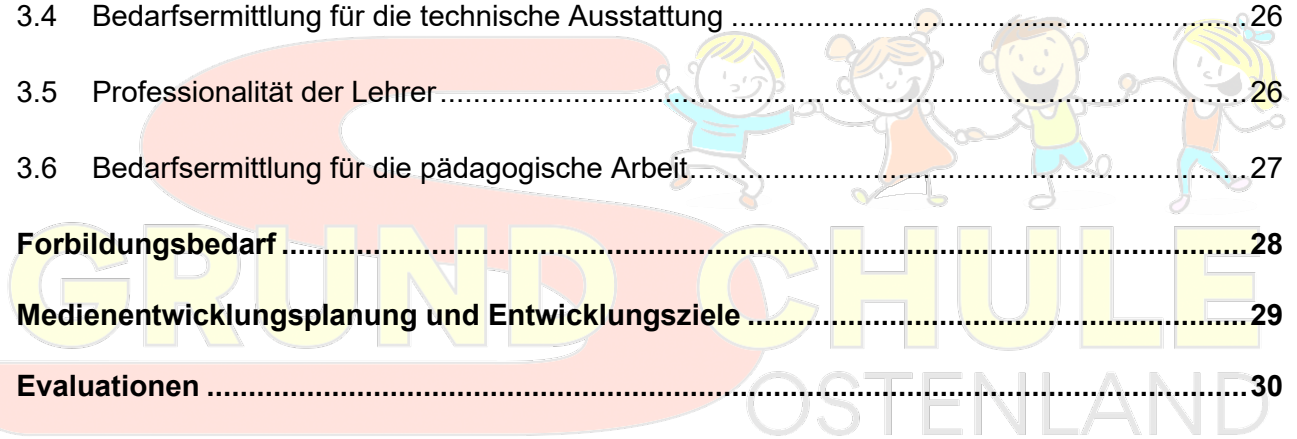 3.4 Bedarfsermittlung für die technische Ausstattung ........................................................26
3.5 Professionalität der Lehrer ........................................................26
3.6 Bedarfsermittlung für die pädagogische Arbeit ........................................................27
Forbildungsbedarf ........................................................28
Medienentwicklungsplanung und Entwicklungsziele ........................................................29
Evaluationen ........................................................30
GRUND SCHULE
OSTENLAND